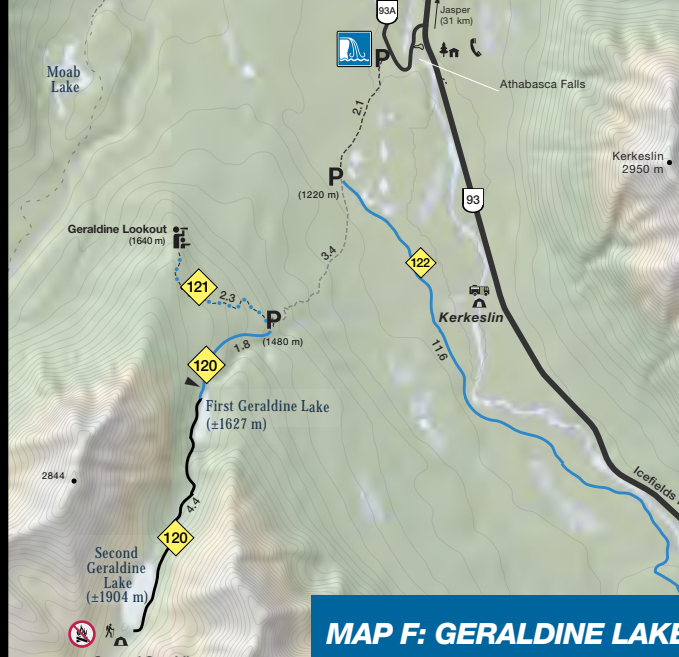 93A
Jasper
(31 km)
P
Athabasca Falls
Moab
Lake
2.1
Kerkeslin
2950 m
P
(1220 m)
93
Geraldine Lookout
(1640 m)
3.4
122
121
2.3
P
(1480 m)
Kerkeslin
1.8
11.6
120
First Geraldine Lake
(±1627 m)
2844
Icefields
4.4
120
Second
Geraldine
Lake
(±1904 m)
MAP F: GERALDINE LAKE